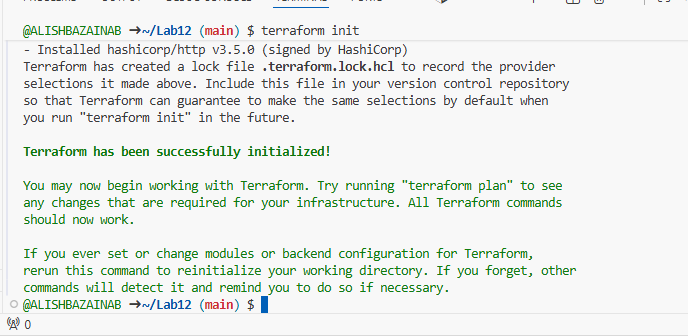 @ALISHBAZAINAB ➜~/Lab12 (main) $ terraform init
- Installed hashicorp/http v3.5.0 (signed by HashiCorp)
Terraform has created a lock file .terraform.lock.hcl to record the provider
selections it made above. Include this file in your version control repository
so that Terraform can guarantee to make the same selections by default when
you run "terraform init" in the future.
Terraform has been successfully initialized!
You may now begin working with Terraform. Try running "terraform plan" to see
any changes that are required for your infrastructure. All Terraform commands
should now work.
If you ever set or change modules or backend configuration for Terraform,
rerun this command to reinitialize your working directory. If you forget, other
commands will detect it and remind you to do so if necessary.
@ALISHBAZAINAB ➜~/Lab12 (main) $
0